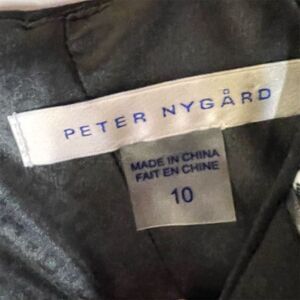 PETER NYGÅRD
MADE IN CHINA
FAIT EN CHINE
10